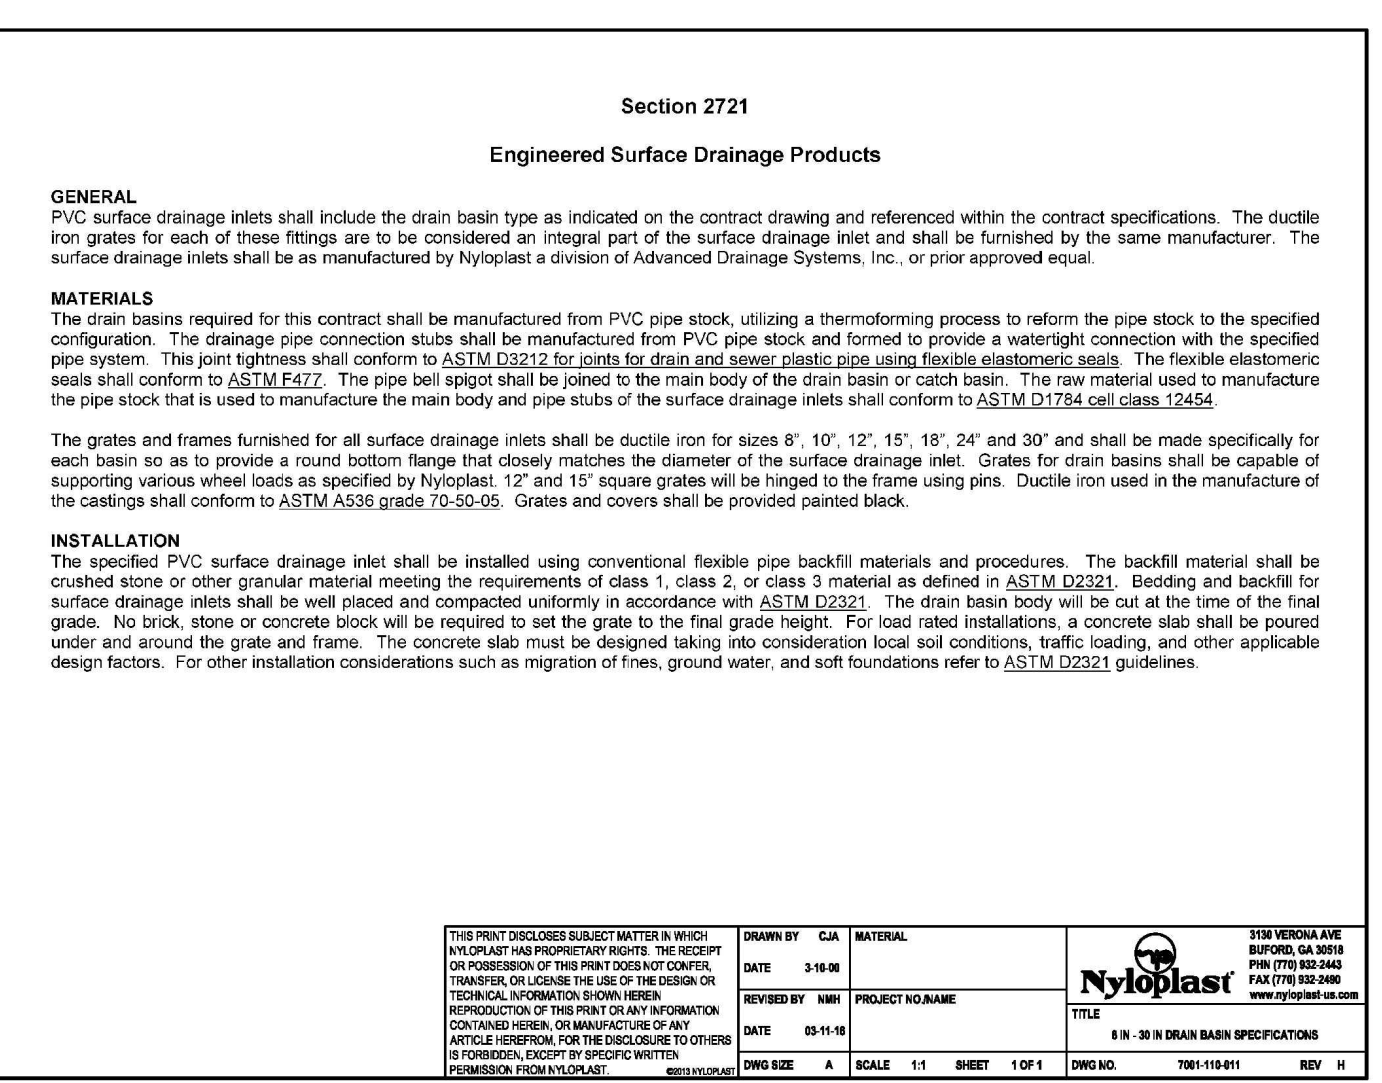 Section 2721
Engineered Surface Drainage Products
GENERAL
PVC surface drainage inlets shall include the drain basin type as indicated on the contract drawing and referenced within the contract specifications. The ductile
iron grates for each of these fittings are to be considered an integral part of the surface drainage inlet and shall be furnished by the same manufacturer. The
surface drainage inlets shall be as manufactured by Nyloplast a division of Advanced Drainage Systems, Inc., or prior approved equal.
MATERIALS
The drain basins required for this contract shall be manufactured from PVC pipe stock, utilizing a thermoforming process to reform the pipe stock to the specified
configuration. The drainage pipe connection stubs shall be manufactured from PVC pipe stock and formed to provide a watertight connection with the specified
pipe system. This joint tightness shall conform to ASTM D3212 for joints for drain and sewer plastic pipe using flexible elastomeric seals. The flexible elastomeric
seals shall conform to ASTM F477. The pipe bell spigot shall be joined to the main body of the drain basin or catch basin. The raw material used to manufacture
the pipe stock that is used to manufacture the main body and pipe stubs of the surface drainage inlets shall conform to ASTM D1784 cell class 12454.
The grates and frames furnished for all surface drainage inlets shall be ductile iron for sizes 8”, 10”, 12”, 15”, 18”, 24” and 30” and shall be made specifically for
each basin so as to provide a round bottom flange that closely matches the diameter of the surface drainage inlet. Grates for drain basins shall be capable of
supporting various wheel loads as specified by Nyloplast. 12” and 15” square grates will be hinged to the frame using pins. Ductile iron used in the manufacture of
the castings shall conform to ASTM A536 grade 70-50-05. Grates and covers shall be provided painted black.
INSTALLATION
The specified PVC surface drainage inlet shall be installed using conventional flexible pipe backfill materials and procedures. The backfill material shall be
crushed stone or other granular material meeting the requirements of class 1, class 2, or class 3 material as defined in ASTM D2321. Bedding and backfill for
surface drainage inlets shall be well placed and compacted uniformly in accordance with ASTM D2321. The drain basin body will be cut at the time of the final
grade. No brick, stone or concrete block will be required to set the grate to the final grade height. For load rated installations, a concrete slab shall be poured
under and around the grate and frame. The concrete slab must be designed taking into consideration local soil conditions, traffic loading, and other applicable
design factors. For other installation considerations such as migration of fines, ground water, and soft foundations refer to ASTM D2321 guidelines.
THIS PRINT DISCLOSES SUBJECT MATTER IN WHICH
NYLOPLAST HAS PROPRIETARY RIGHTS. THE RECEIPT
OR POSSESSION OF THIS PRINT DOES NOT CONFER,
TRANSFER, OR LICENSE THE USE OF THE DESIGN OR
TECHNICAL INFORMATION SHOWN HEREIN
REPRODUCTION OF THIS PRINT OR ANY INFORMATION
CONTAINED HEREIN, OR MANUFACTURE OF ANY
ARTICLE HEREFROM, FOR THE DISCLOSURE TO OTHERS
IS FORBIDDEN, EXCEPT BY SPECIFIC WRITTEN
PERMISSION FROM NYLOPLAST.
©2013 NYLOPLAST
DRAWN BY CJA
DATE 3-10-00
REVISED BY NMH
DATE 03-11-16
DWG SIZE A
MATERIAL
PROJECT NO./NAME
SCALE 1:1 SHEET 1 OF 1
Nyloplast
3130 VERONA AVE
BUFORD, GA 30518
PHN (770) 932-2443
FAX (770) 932-2490
www.nyloplast-us.com
TITLE
8 IN - 30 IN DRAIN BASIN SPECIFICATIONS
DWG NO. 7001-110-011 REV H